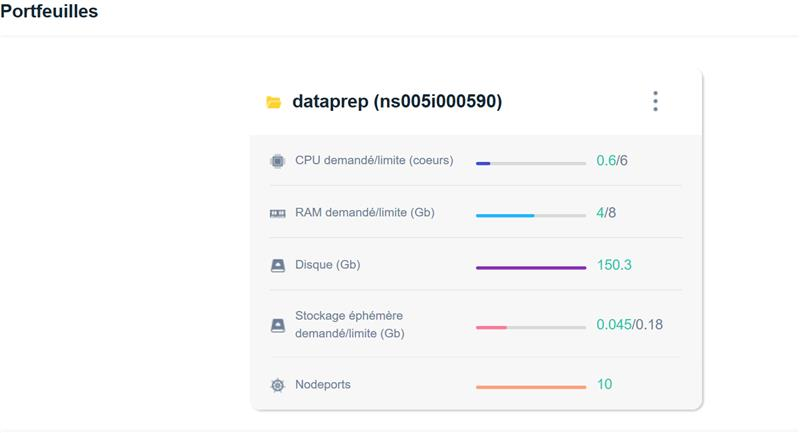 Portfeuilles
dataprep (ns005i000590)
CPU demandé/limite (coeurs) 0.6/6
RAM demandé/limite (Gb) 4/8
Disque (Gb) 150.3
Stockage éphémère
demandé/limite (Gb) 0.045/0.18
Nodeports 10